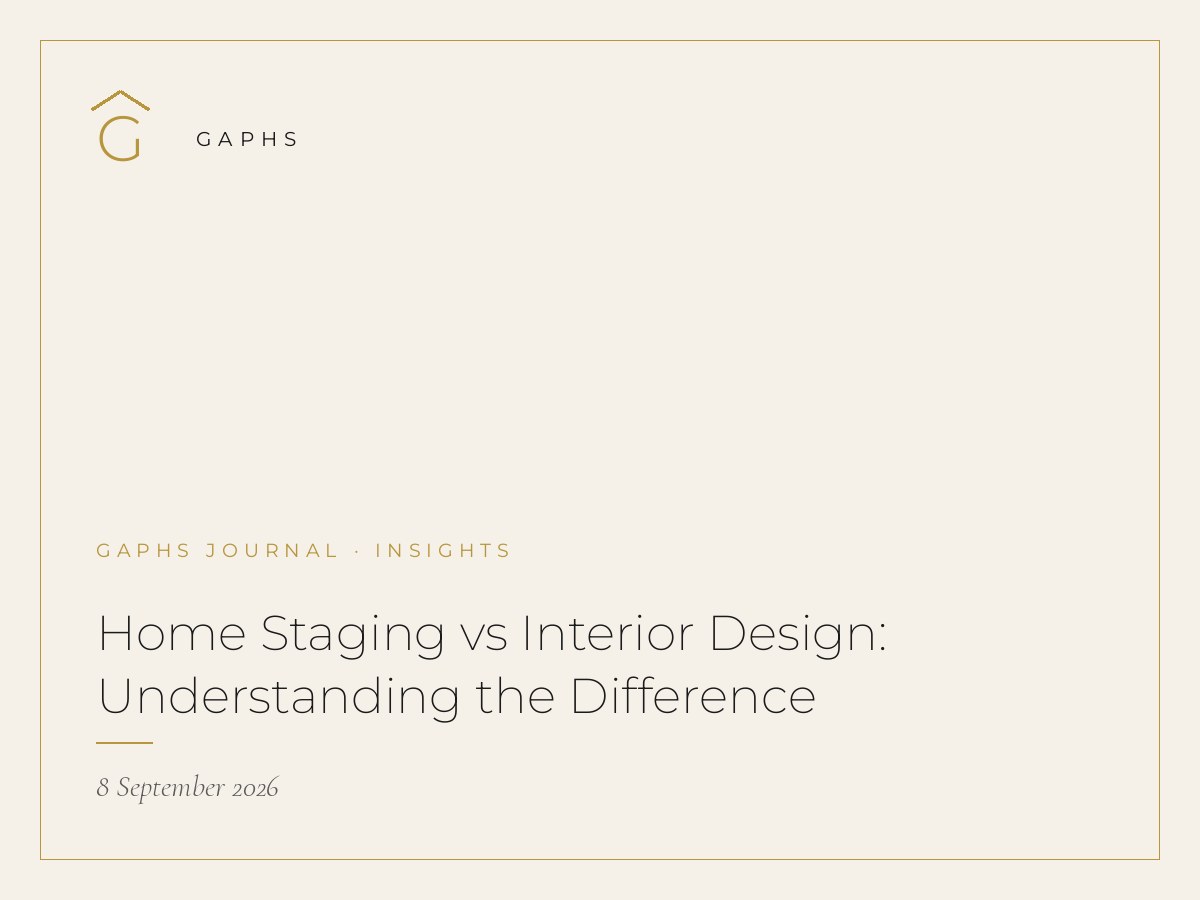 G
GAPHS
GAPHS JOURNAL · INSIGHTS
Home Staging vs Interior Design:
Understanding the Difference
8 September 2026